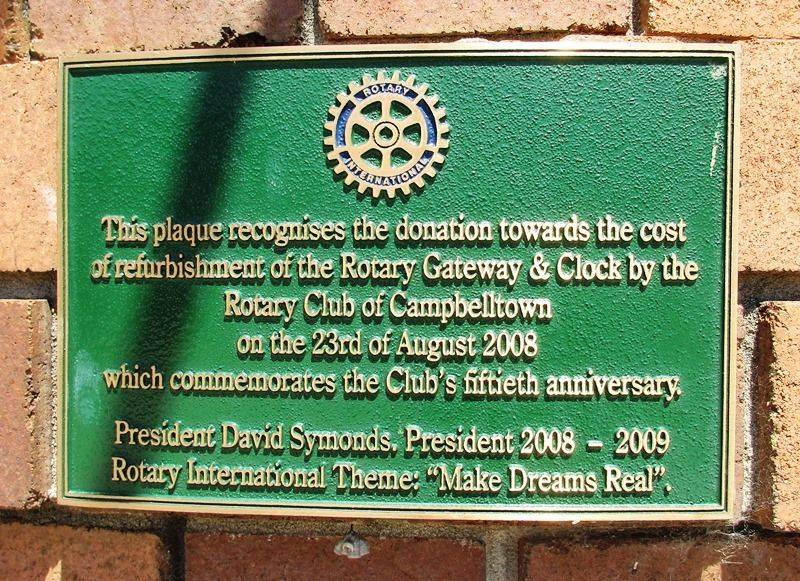 ROTARY
INTERNATIONAL
This plaque recognises the donation towards the cost
of refurbishment of the Rotary Gateway & Clock by the
Rotary Club of Campbelltown
on the 23rd of August 2008
which commemorates the Club's fiftieth anniversary.
President David Symonds. President 2008 – 2009
Rotary International Theme: “Make Dreams Real”.